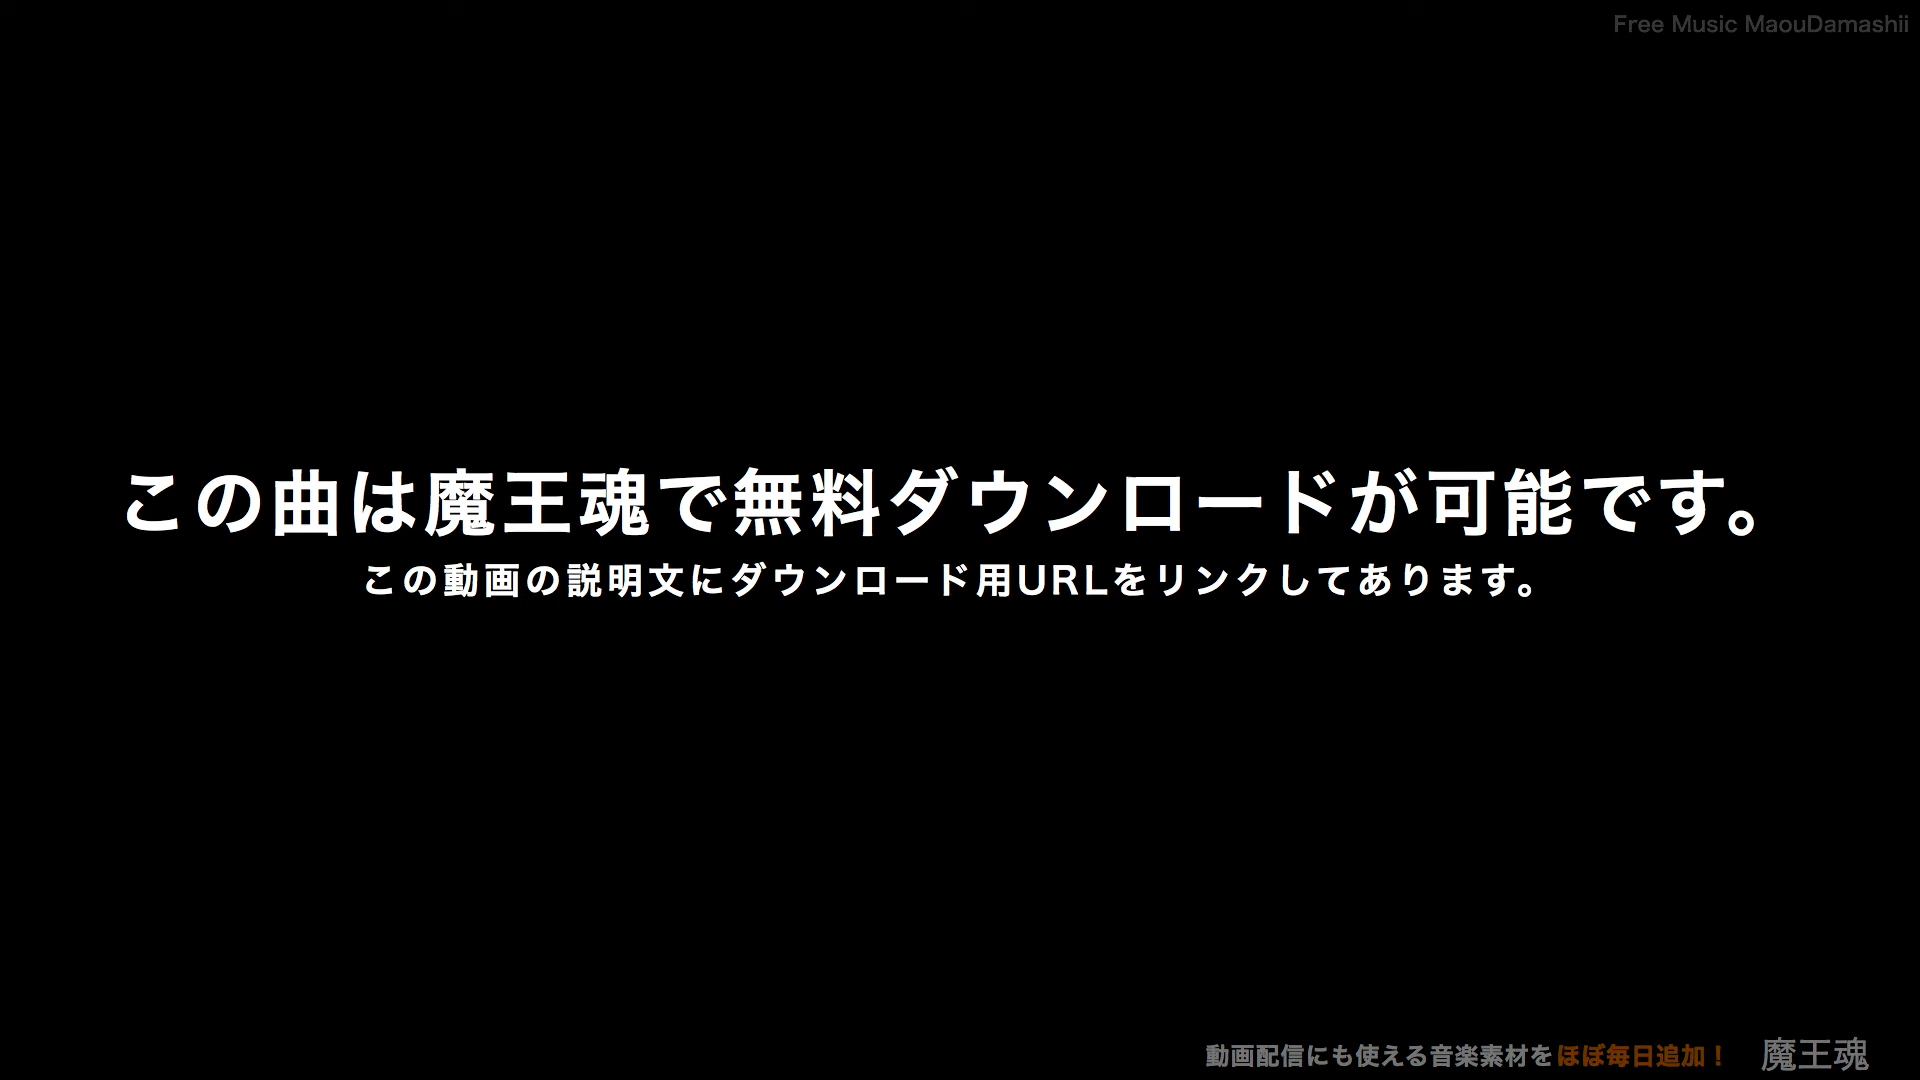 Free Music MaouDamashii
この曲は魔王魂で無料ダウンロードが可能です。
この動画の説明文にダウンロード用URLをリンクしてあります。
動画配信にも使える音楽素材をほぼ毎日追加！ 魔王魂